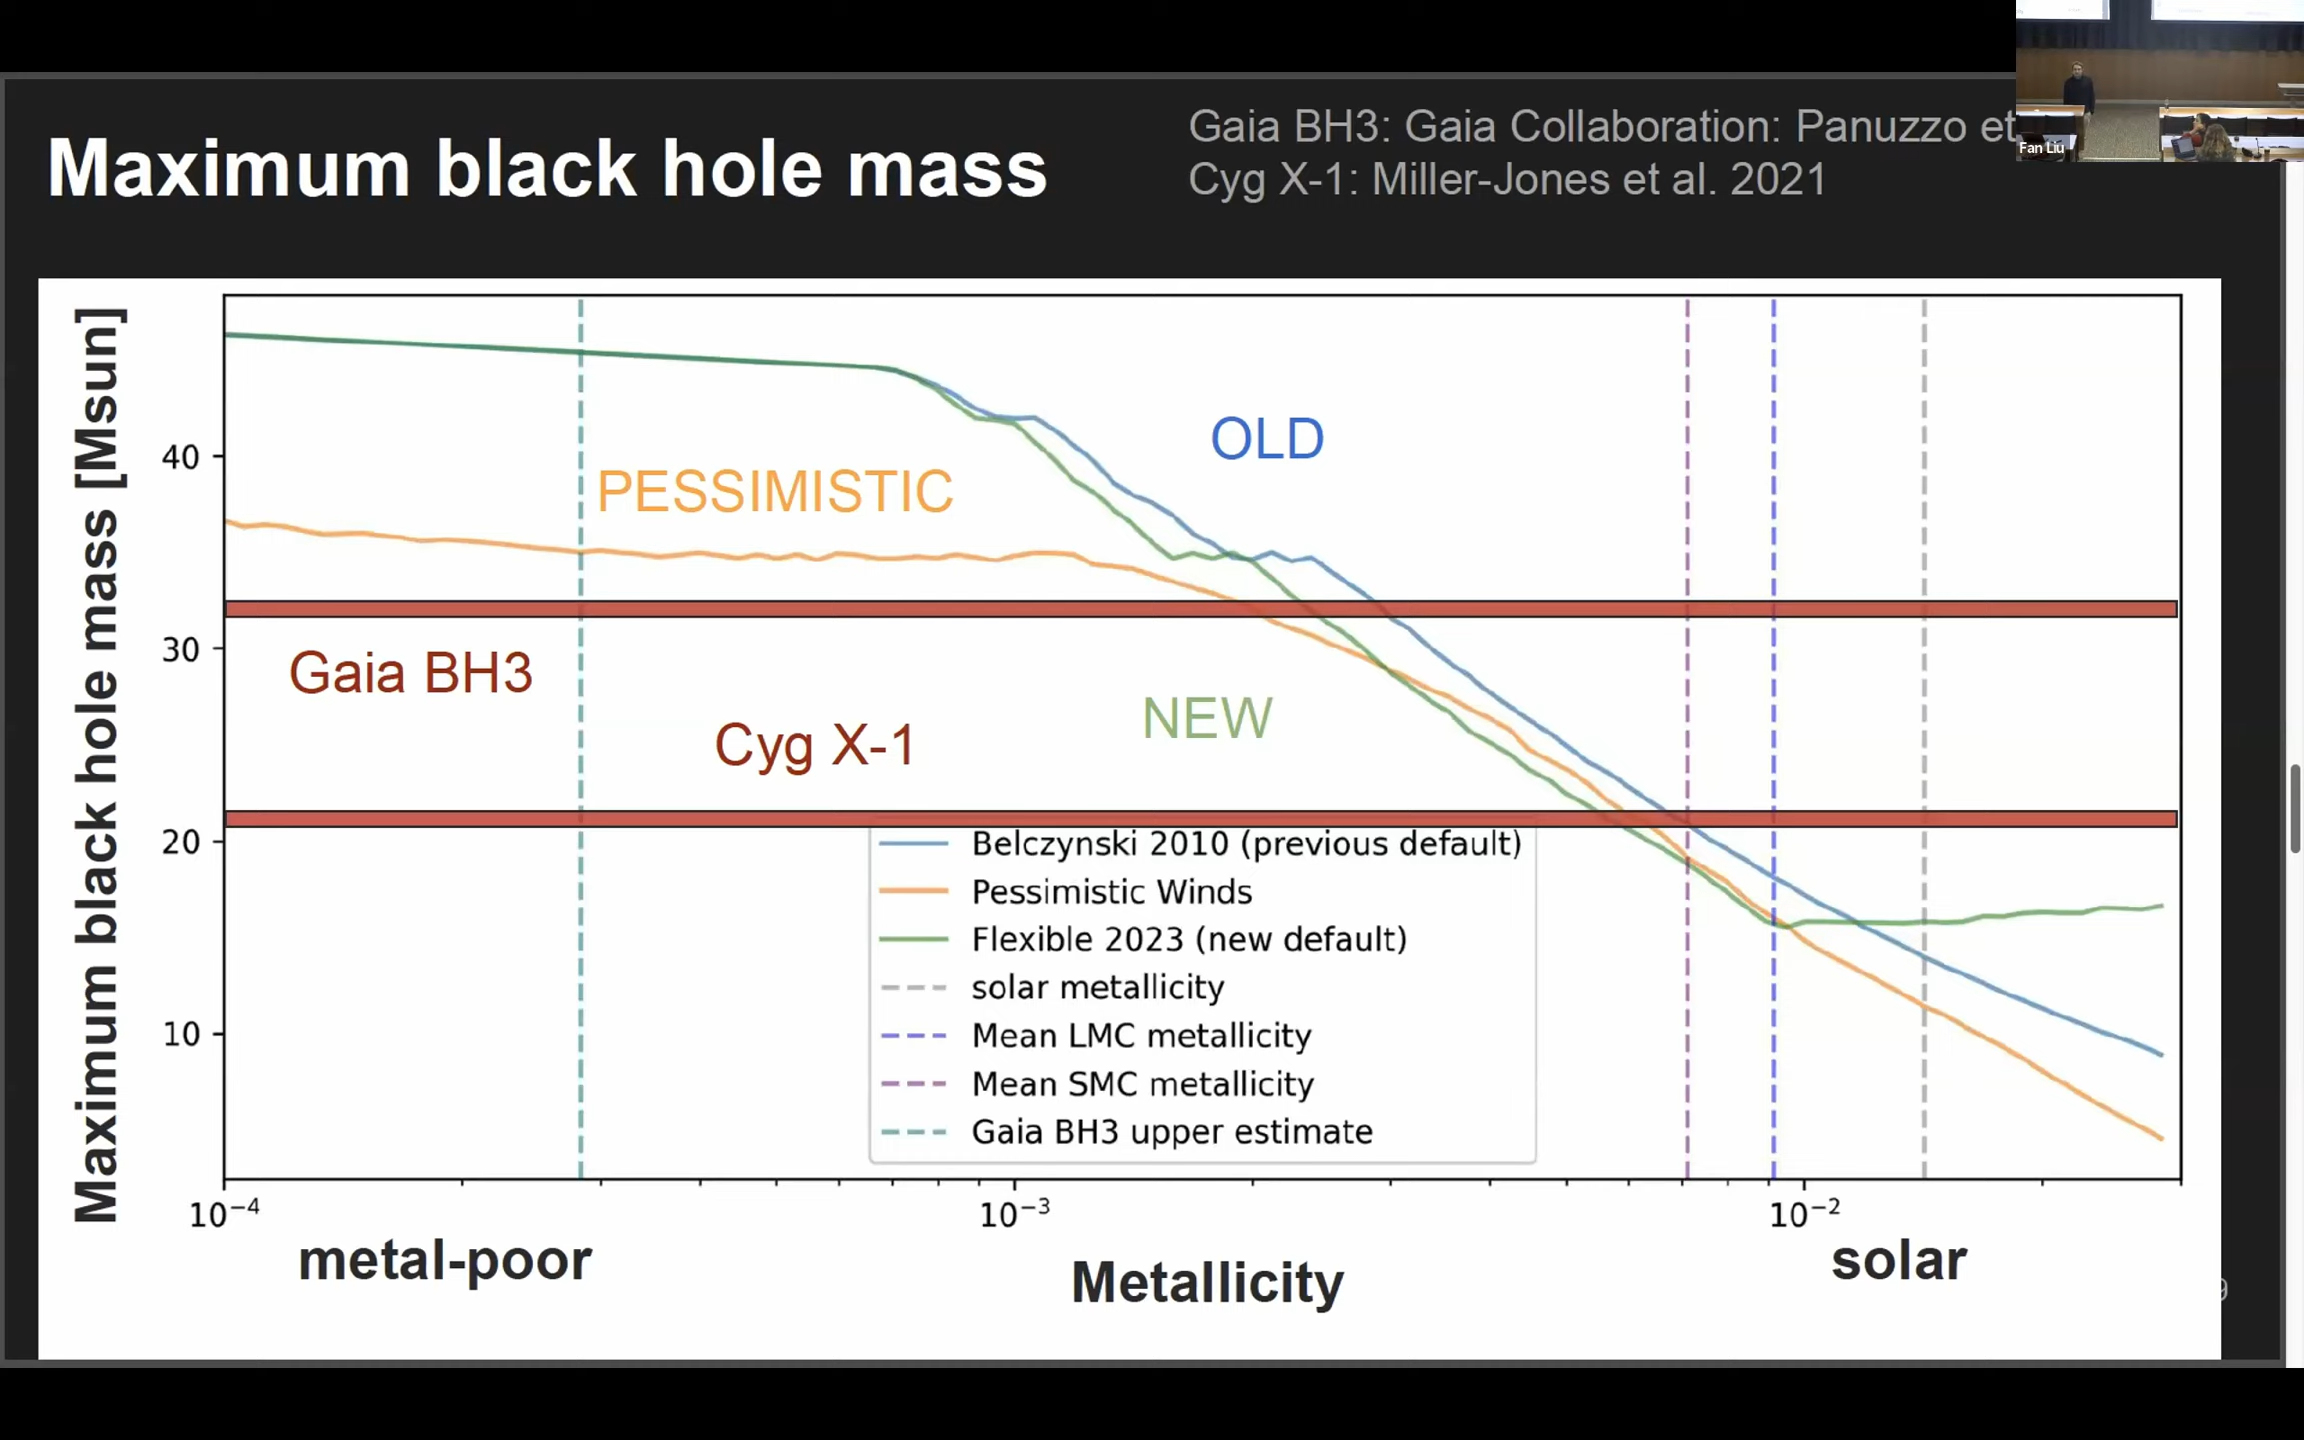 Maximum black hole mass
Gaia BH3: Gaia Collaboration: Panuzzo et
Cyg X-1: Miller-Jones et al. 2021
Fan Liu
Maximum black hole mass [Msun]
40
30
20
10
OLD
PESSIMISTIC
Gaia BH3
NEW
Cyg X-1
Belczynski 2010 (previous default)
Pessimistic Winds
Flexible 2023 (new default)
solar metallicity
Mean LMC metallicity
Mean SMC metallicity
Gaia BH3 upper estimate
10⁻⁴
10⁻³
10⁻²
metal-poor
Metallicity
solar